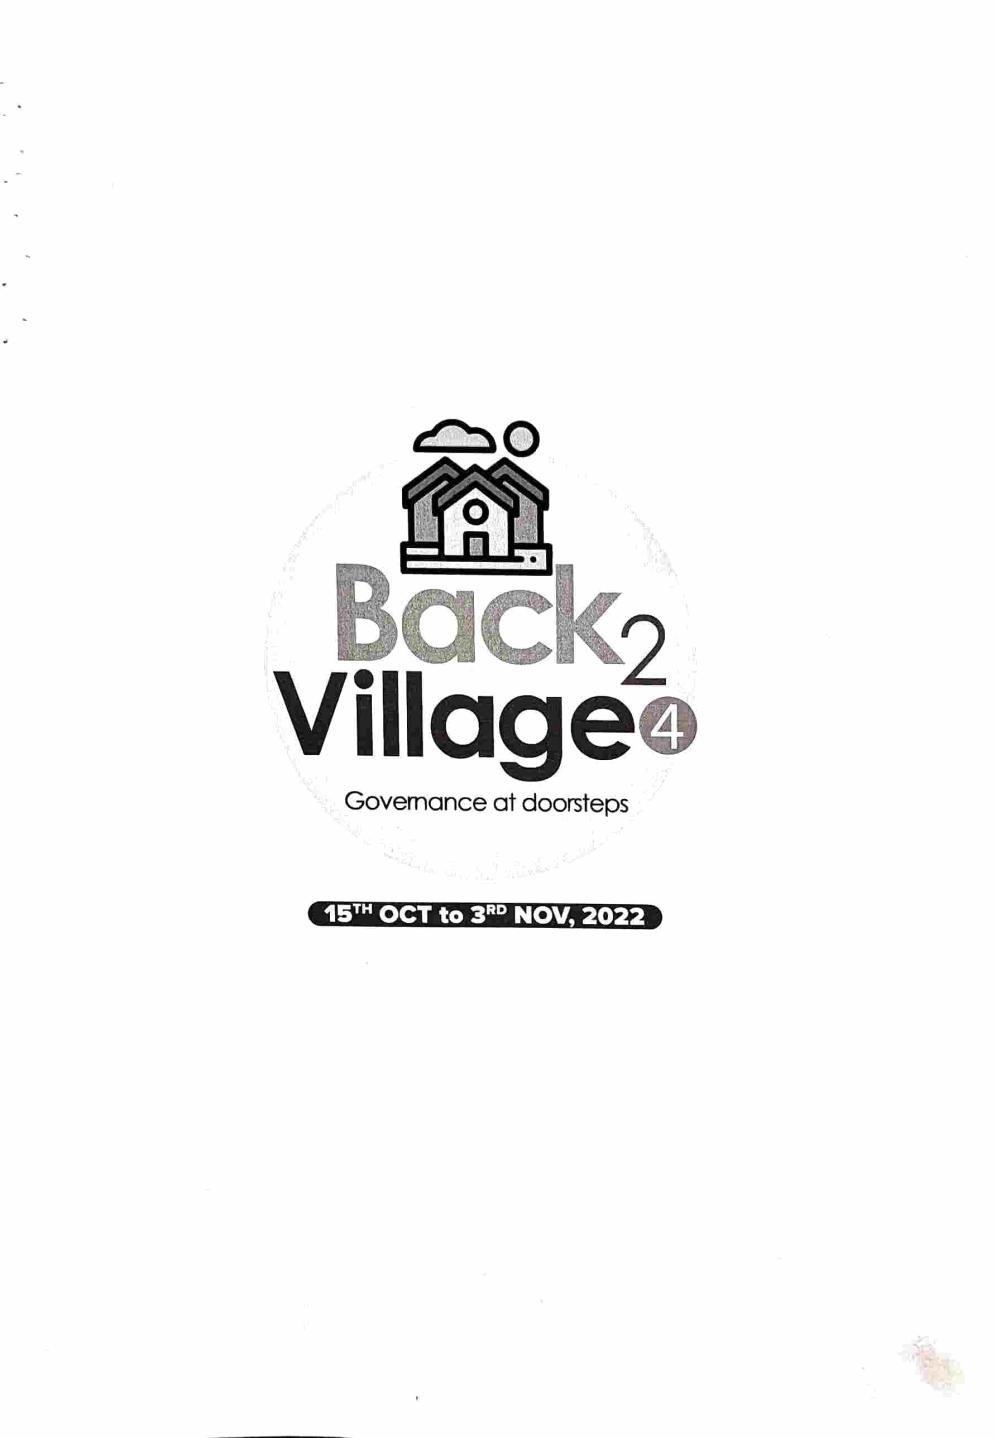 Back2
Village4
Governance at doorsteps
15TH OCT to 3RD NOV, 2022